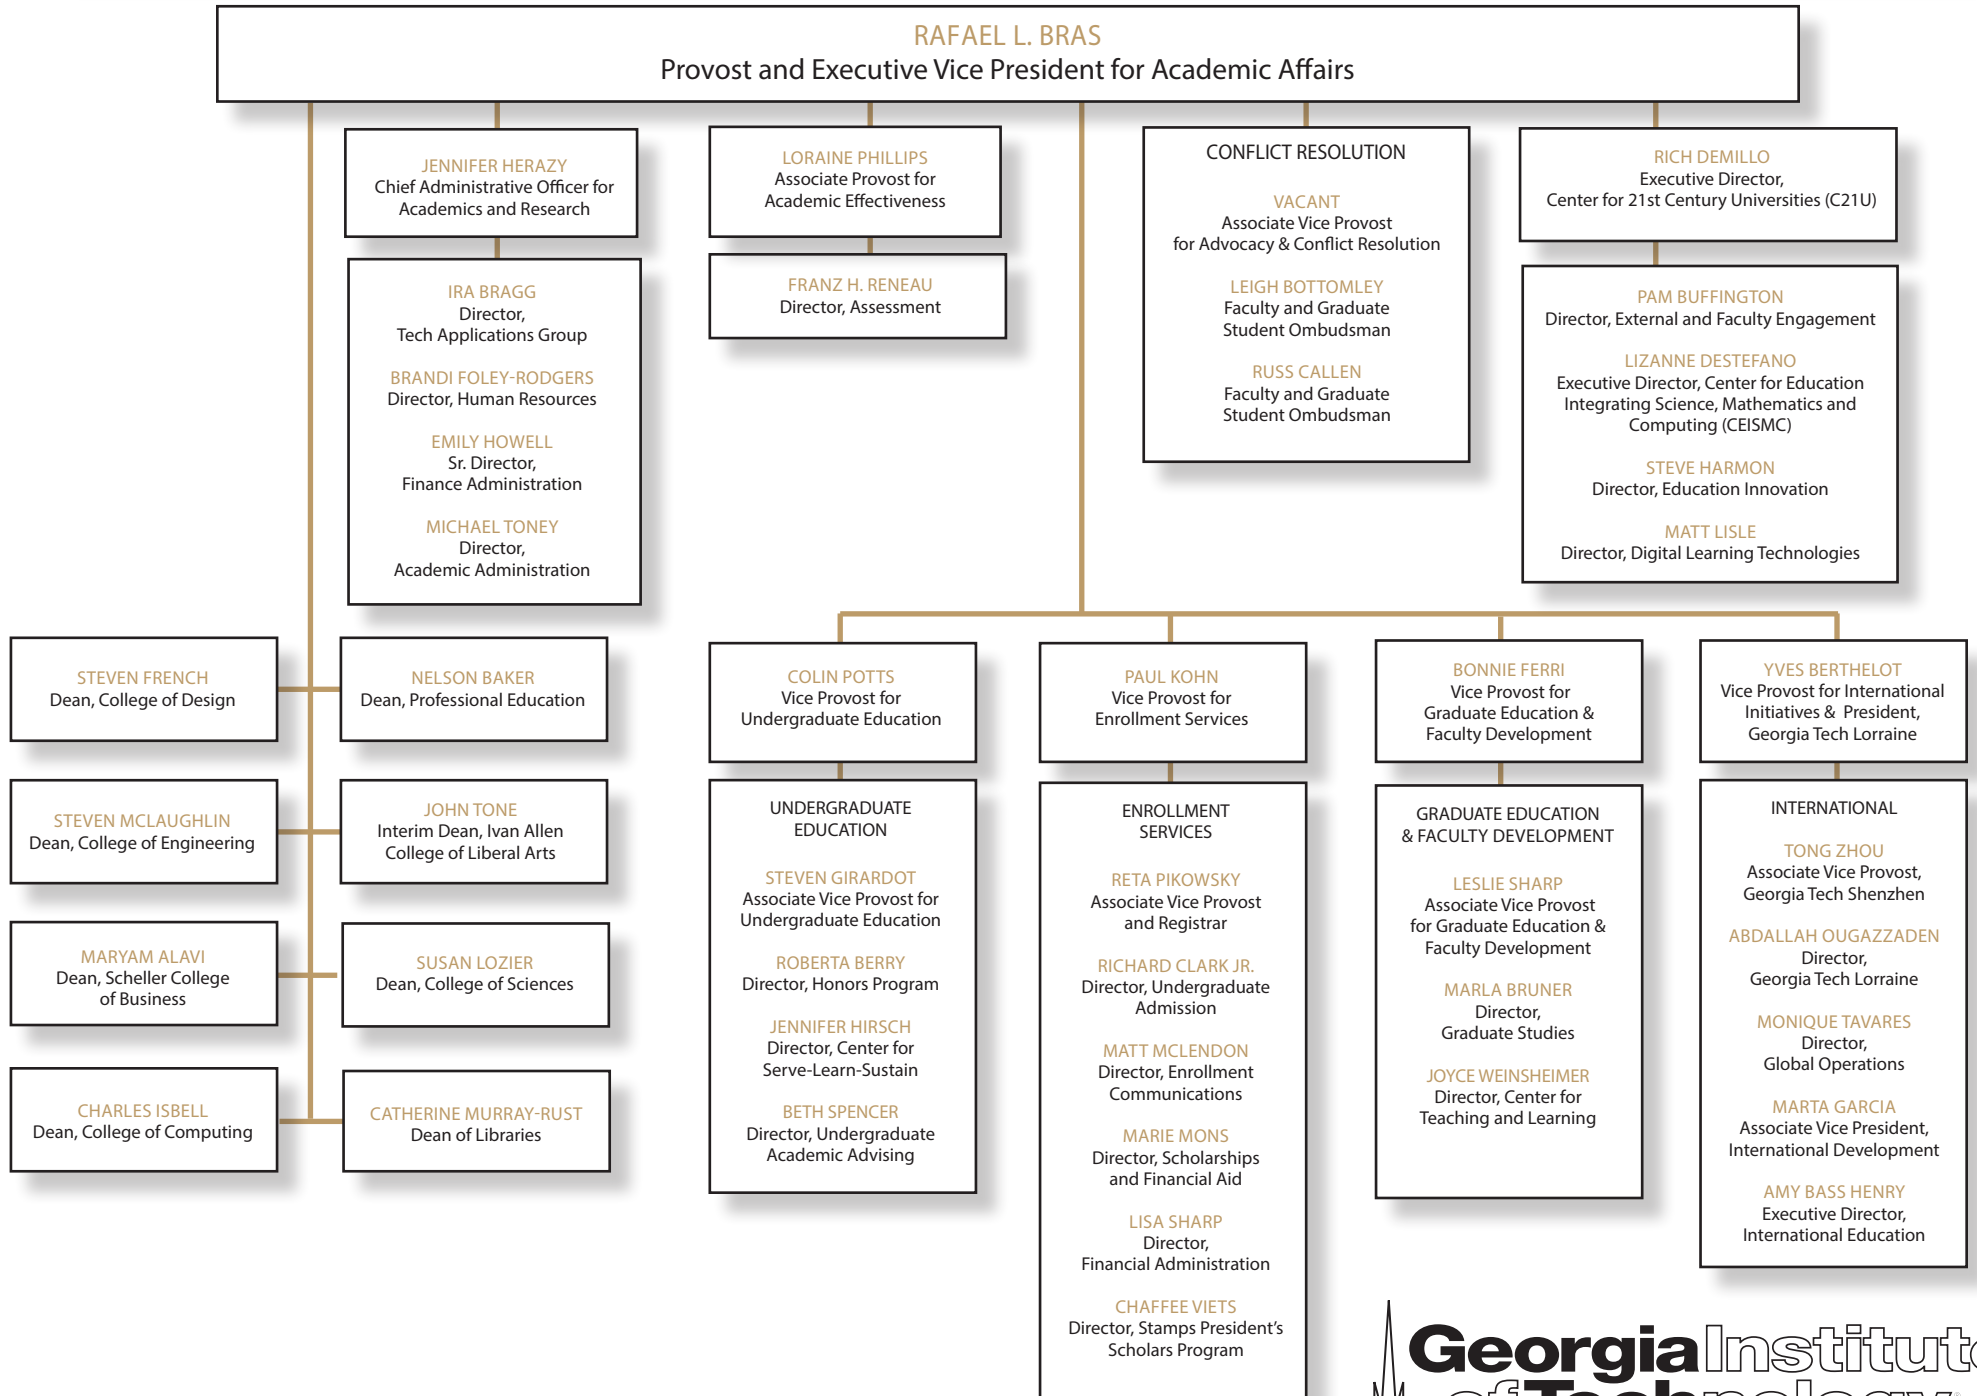 RAFAEL L. BRAS
Provost and Executive Vice President for Academic Affairs
JENNIFER HERAZY
Chief Administrative Officer for
Academics and Research
IRA BRAGG
Director,
Tech Applications Group
BRANDI FOLEY-RODGERS
Director, Human Resources
EMILY HOWELL
Sr. Director,
Finance Administration
MICHAEL TONEY
Director,
Academic Administration
LORAINE PHILLIPS
Associate Provost for
Academic Effectiveness
FRANZ H. RENEAU
Director, Assessment
CONFLICT RESOLUTION
VACANT
Associate Vice Provost
for Advocacy & Conflict Resolution
LEIGH BOTTOMLEY
Faculty and Graduate
Student Ombudsman
RUSS CALLEN
Faculty and Graduate
Student Ombudsman
RICH DEMILLO
Executive Director,
Center for 21st Century Universities (C21U)
PAM BUFFINGTON
Director, External and Faculty Engagement
LIZANNE DESTEFANO
Executive Director, Center for Education
Integrating Science, Mathematics and
Computing (CEISMC)
STEVE HARMON
Director, Education Innovation
MATT LISLE
Director, Digital Learning Technologies
STEVEN FRENCH
Dean, College of Design
NELSON BAKER
Dean, Professional Education
STEVEN MCLAUGHLIN
Dean, College of Engineering
JOHN TONE
Interim Dean, Ivan Allen
College of Liberal Arts
MARYAM ALAVI
Dean, Scheller College
of Business
SUSAN LOZIER
Dean, College of Sciences
CHARLES ISBELL
Dean, College of Computing
CATHERINE MURRAY-RUST
Dean of Libraries
COLIN POTTS
Vice Provost for
Undergraduate Education
UNDERGRADUATE
EDUCATION
STEVEN GIRARDOT
Associate Vice Provost for
Undergraduate Education
ROBERTA BERRY
Director, Honors Program
JENNIFER HIRSCH
Director, Center for
Serve-Learn-Sustain
BETH SPENCER
Director, Undergraduate
Academic Advising
PAUL KOHN
Vice Provost for
Enrollment Services
ENROLLMENT
SERVICES
RETA PIKOWSKY
Associate Vice Provost
and Registrar
RICHARD CLARK JR.
Director, Undergraduate
Admission
MATT MCLENDON
Director, Enrollment
Communications
MARIE MONS
Director, Scholarships
and Financial Aid
LISA SHARP
Director,
Financial Administration
CHAFFEE VIETS
Director, Stamps President's
Scholars Program
BONNIE FERRI
Vice Provost for
Graduate Education &
Faculty Development
GRADUATE EDUCATION
& FACULTY DEVELOPMENT
LESLIE SHARP
Associate Vice Provost
for Graduate Education &
Faculty Development
MARLA BRUNER
Director,
Graduate Studies
JOYCE WEINSHEIMER
Director, Center for
Teaching and Learning
YVES BERTHELOT
Vice Provost for International
Initiatives & President,
Georgia Tech Lorraine
INTERNATIONAL
TONG ZHOU
Associate Vice Provost,
Georgia Tech Shenzhen
ABDALLAH OUGAZZADEN
Director,
Georgia Tech Lorraine
MONIQUE TAVARES
Director,
Global Operations
MARTA GARCIA
Associate Vice President,
International Development
AMY BASS HENRY
Executive Director,
International Education
Georgia Institute
of Technology